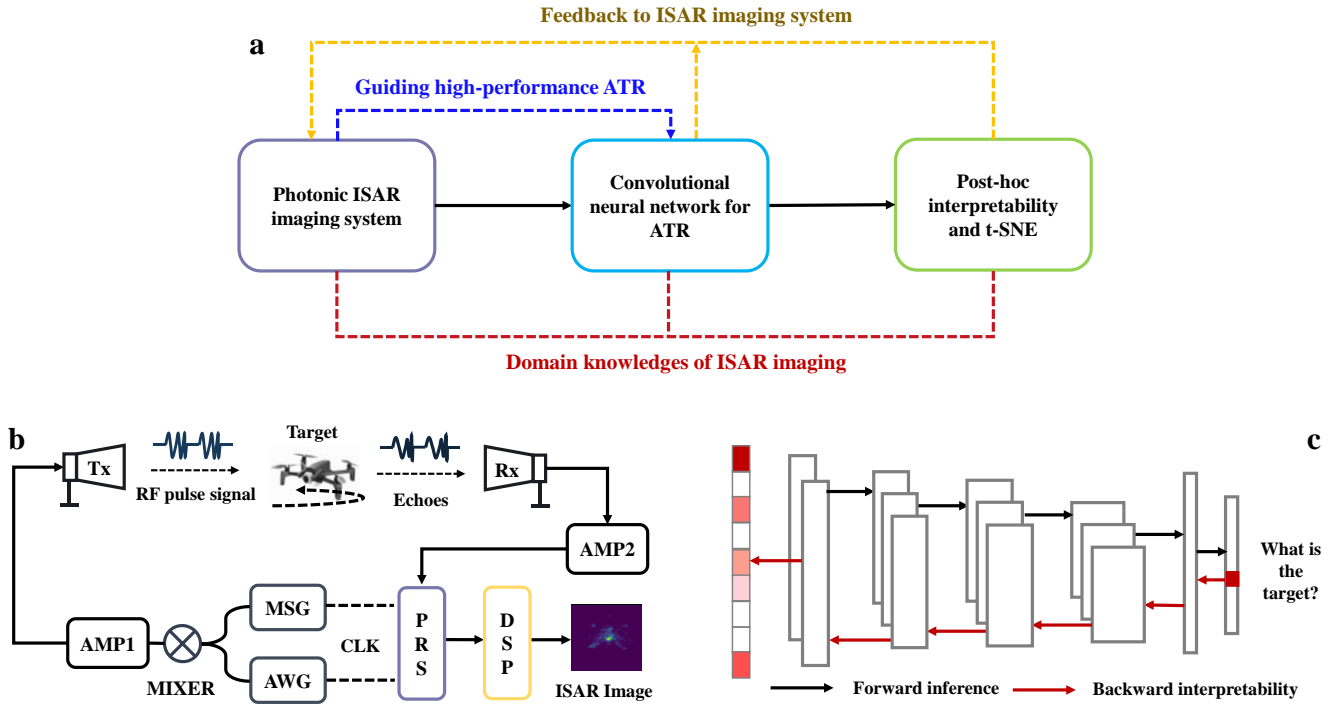 Feedback to ISAR imaging system
a
Guiding high-performance ATR
Photonic ISAR
imaging system
Convolutional
neural network for
ATR
Post-hoc
interpretability
and t-SNE
Domain knowledges of ISAR imaging
b
Tx
RF pulse signal
Target
Echoes
Rx
AMP2
AMP1
MIXER
MSG
AWG
CLK
PRS
DSP
ISAR Image
c
What is
the
target?
Forward inference
Backward interpretability